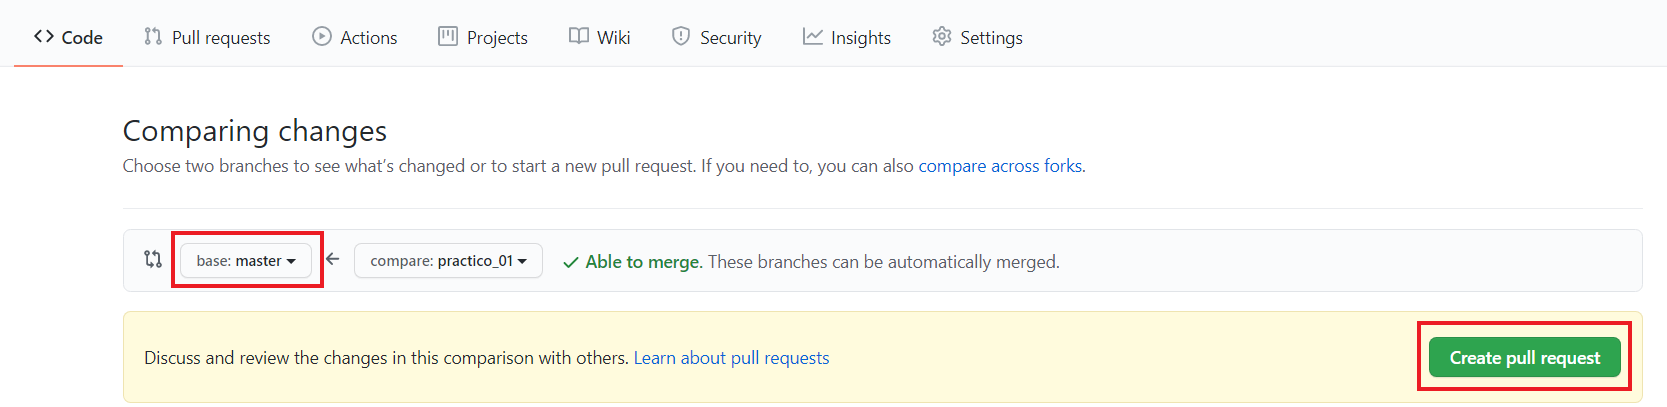 Code Pull requests Actions Projects Wiki Security Insights Settings
Comparing changes
Choose two branches to see what’s changed or to start a new pull request. If you need to, you can also compare across forks.
base: master compare: practico_01 Able to merge. These branches can be automatically merged.
Discuss and review the changes in this comparison with others. Learn about pull requests Create pull request